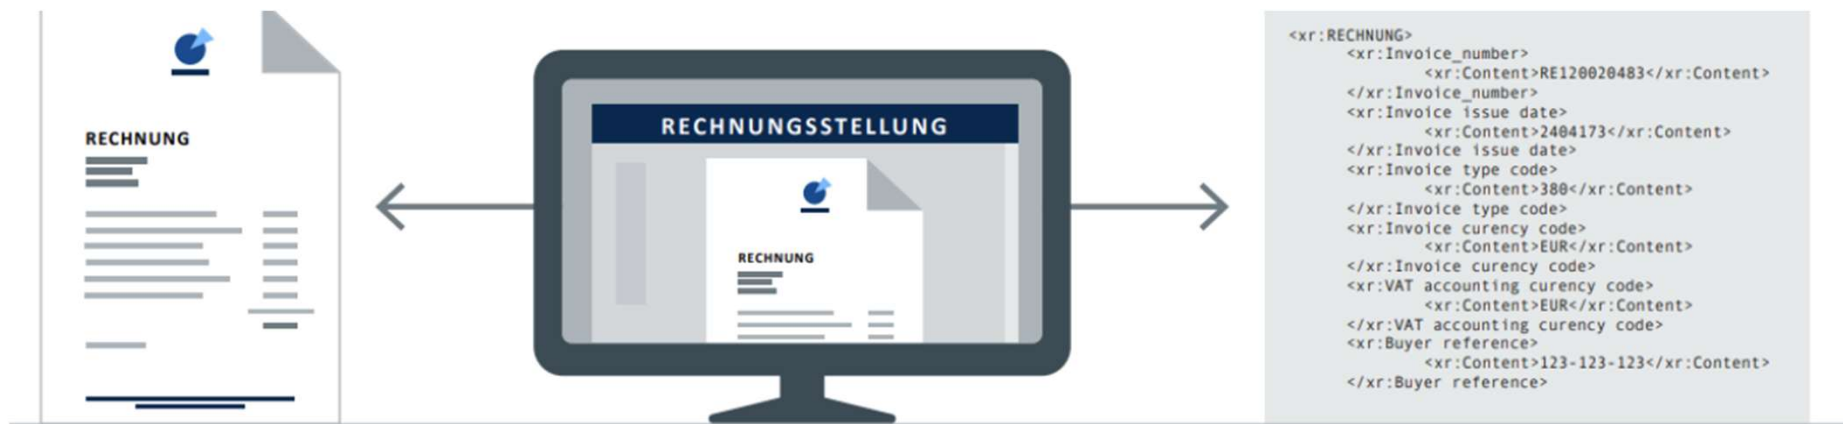 RECHNUNG
RECHNUNGSSTELLUNG
RECHNUNG
<xr:RECHNUNG>
<xr:Invoice_number>
<xr:Content>RE120020483</xr:Content>
</xr:Invoice_number>
<xr:Invoice issue date>
<xr:Content>2404173</xr:Content>
</xr:Invoice issue date>
<xr:Invoice type code>
<xr:Content>380</xr:Content>
</xr:Invoice type code>
<xr:Invoice curency code>
<xr:Content>EUR</xr:Content>
</xr:Invoice curency code>
<xr:VAT accounting curency code>
<xr:Content>EUR</xr:Content>
</xr:VAT accounting curency code>
<xr:Buyer reference>
<xr:Content>123-123-123</xr:Content>
</xr:Buyer reference>